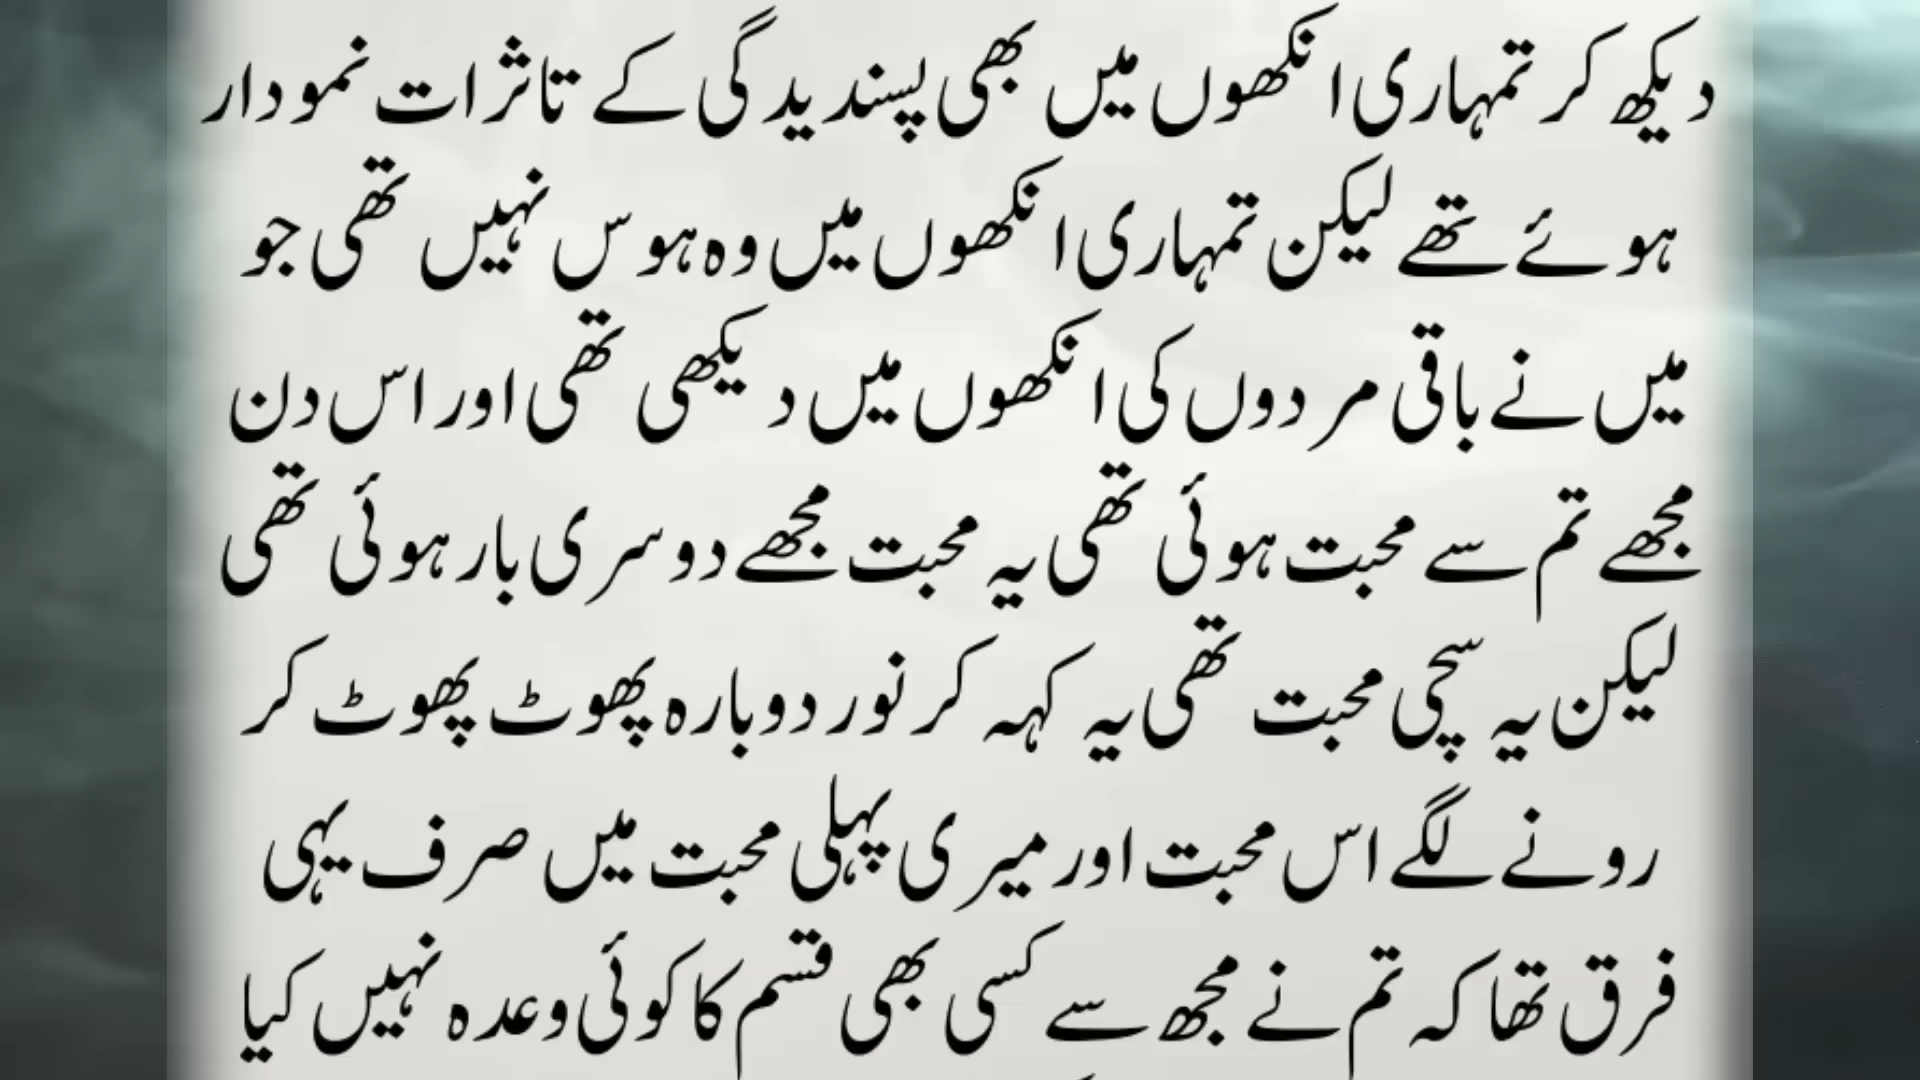 دیکھ کر تمہاری انکھوں میں بھی پسندیدگی کے تاثرات نمودار
ہوئے تھے لیکن تمہاری انکھوں میں وہ ہوس نہیں تھی جو
میں نے باقی مردوں کی انکھوں میں دیکھی تھی اور اس دن
مجھے تم سے محبت ہوئی تھی یہ محبت مجھے دوسری بار ہوئی تھی
لیکن یہ سچی محبت تھی یہ کہہ کر نور دوبارہ پھوٹ پھوٹ کر
رونے لگے اس محبت اور میری پہلی محبت میں صرف یہی
فرق تھا کہ تم نے مجھ سے کسی بھی قسم کا کوئی وعدہ نہیں کیا